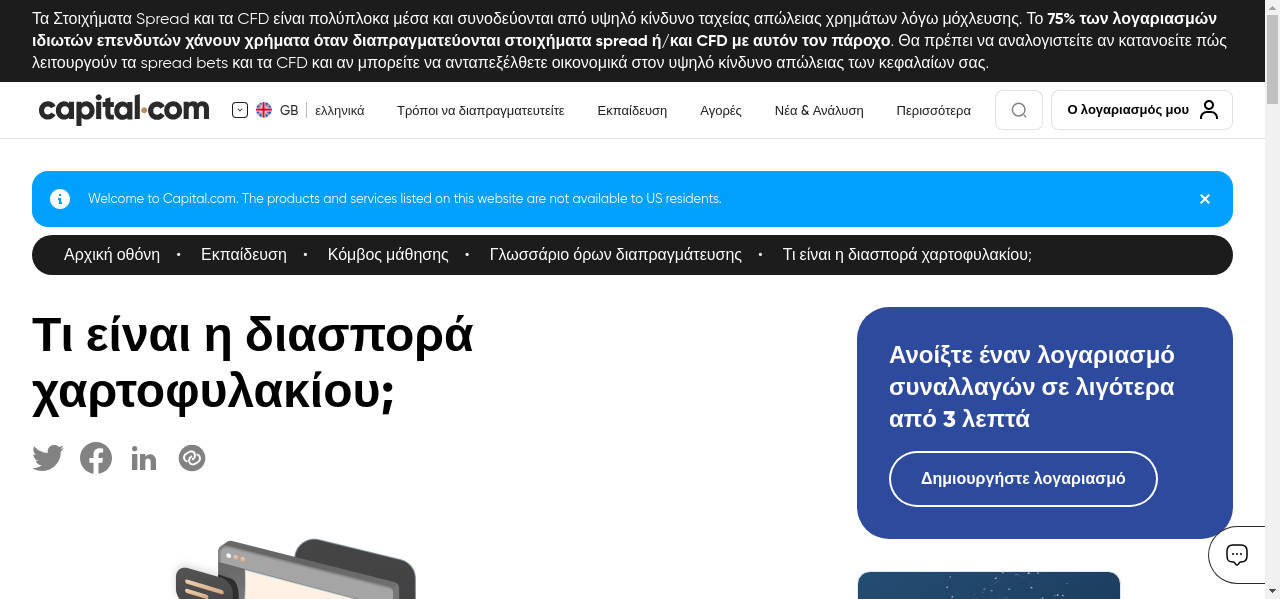 Τα Στοιχήματα Spread και τα CFD είναι πολύπλοκα μέσα και συνοδεύονται από υψηλό κίνδυνο ταχείας απώλειας χρημάτων λόγω μόχλευσης. Το 75% των λογαριασμών
ιδιωτών επενδυτών χάνουν χρήματα όταν διαπραγματεύονται στοιχήματα spread ή/και CFD με αυτόν τον πάροχο. Θα πρέπει να αναλογιστείτε αν κατανοείτε πώς
λειτουργούν τα spread bets και τα CFD και αν μπορείτε να ανταπεξέλθετε οικονομικά στον υψηλό κίνδυνο απώλειας των κεφαλαίων σας.
capital.com GB ελληνικά Τρόποι να διαπραγματευτείτε Εκπαίδευση Αγορές Νέα & Ανάλυση Περισσότερα Ο λογαριασμός μου
Welcome to Capital.com. The products and services listed on this website are not available to US residents.
Αρχική οθόνη • Εκπαίδευση • Κόμβος μάθησης • Γλωσσάριο όρων διαπραγμάτευσης • Τι είναι η διασπορά χαρτοφυλακίου;
Τι είναι η διασπορά
χαρτοφυλακίου;
Ανοίξτε έναν λογαριασμό
συναλλαγών σε λιγότερα
από 3 λεπτά
Δημιουργήστε λογαριασμό